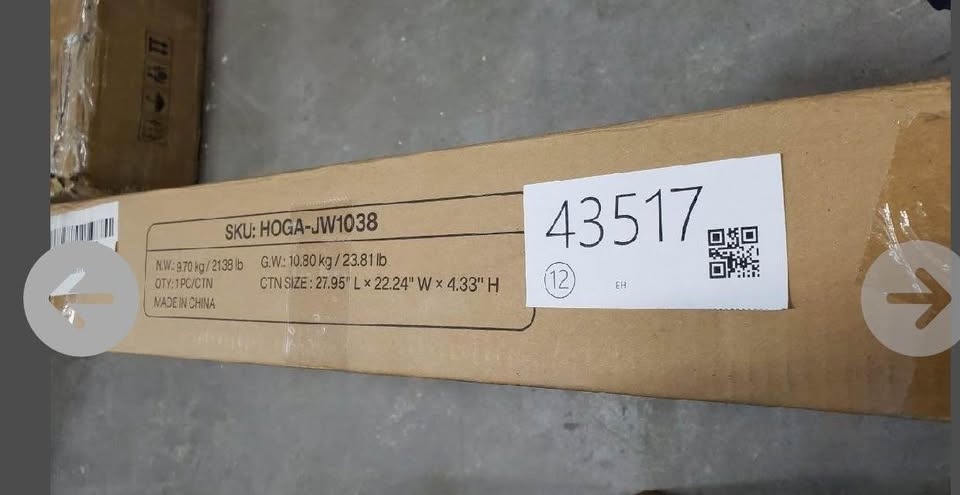 SKU: HOGA-JW1038
N.W.: 9.70 kg / 21.38 lb
G.W.: 10.80 kg / 23.81 lb
QTY: 1 PC/CTN
CTN SIZE : 27.95" L × 22.24" W × 4.33" H
MADE IN CHINA
43517
12
EH